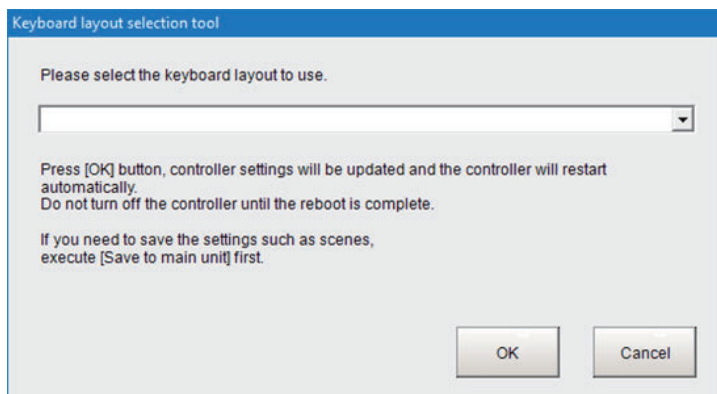 Keyboard layout selection tool
Please select the keyboard layout to use.
Press [OK] button, controller settings will be updated and the controller will restart
automatically.
Do not turn off the controller until the reboot is complete.
If you need to save the settings such as scenes,
execute [Save to main unit] first.
OK
Cancel